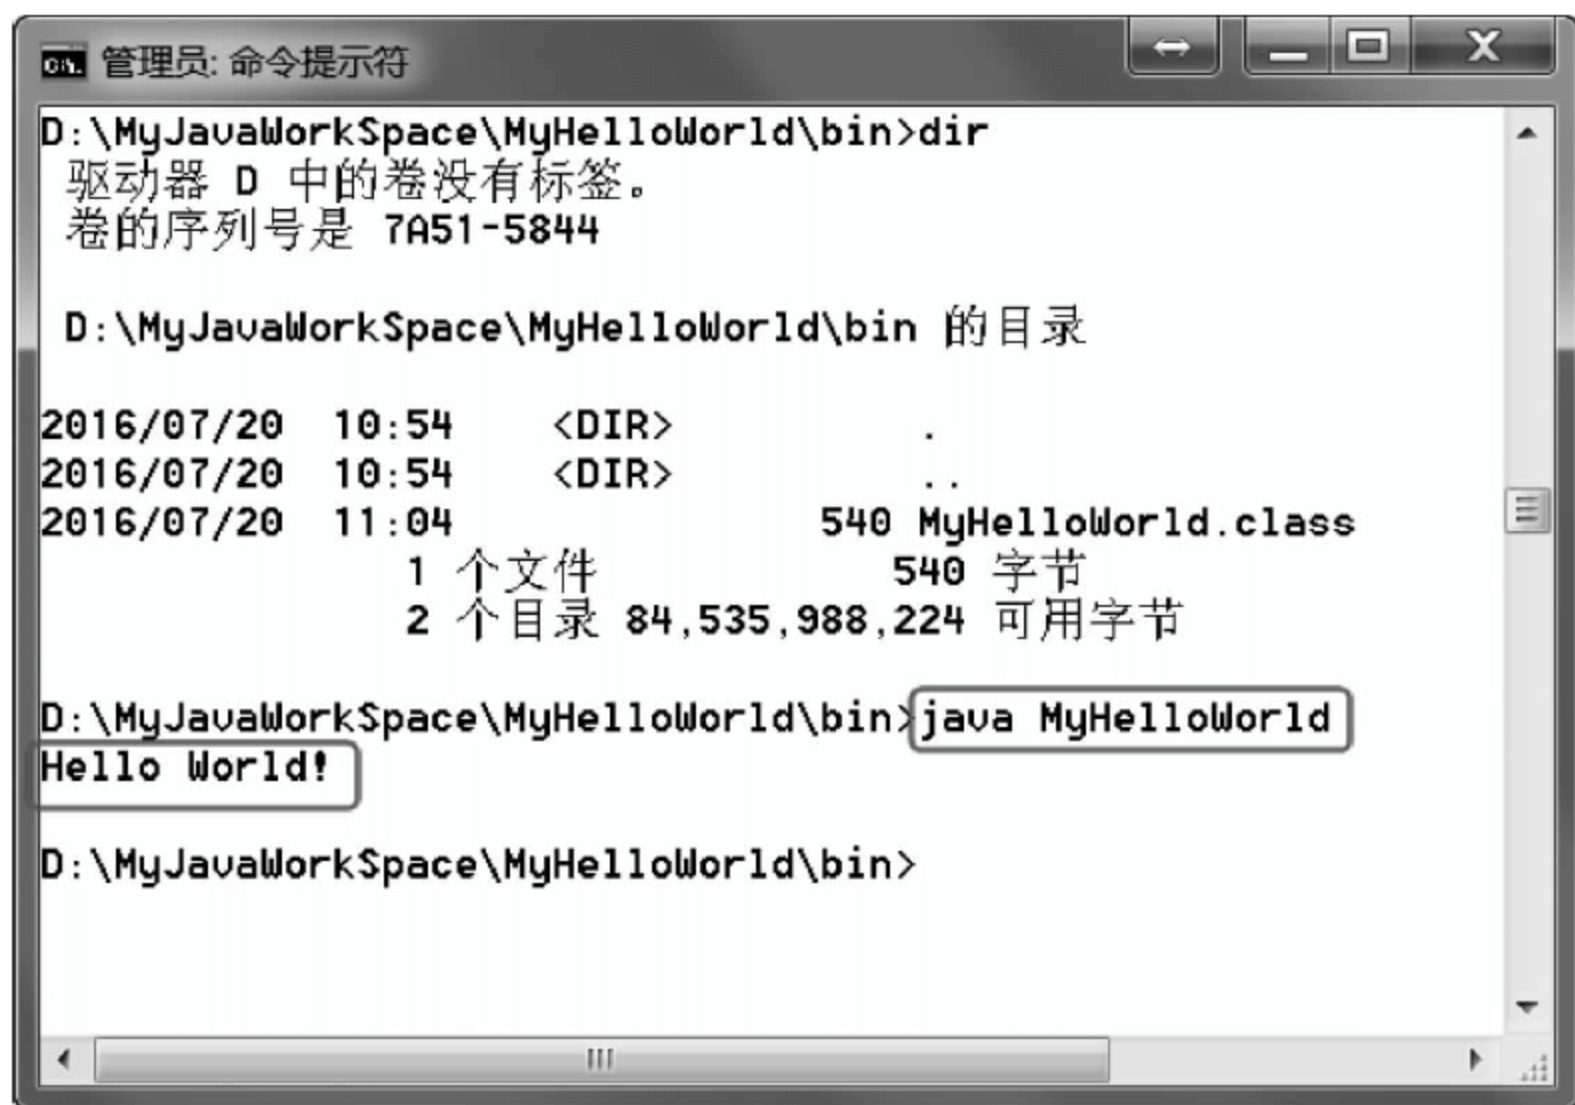 管理员: 命令提示符
D:\MyJavaWorkSpace\MyHelloWorld\bin>dir
驱动器 D 中的卷没有标签。
卷的序列号是 7A51-5844
D:\MyJavaWorkSpace\MyHelloWorld\bin 的目录
2016/07/20  10:54    <DIR>          .
2016/07/20  10:54    <DIR>          ..
2016/07/20  11:04               540 MyHelloWorld.class
1 个文件            540 字节
2 个目录 84,535,988,224 可用字节
D:\MyJavaWorkSpace\MyHelloWorld\bin>java MyHelloWorld
Hello World!
D:\MyJavaWorkSpace\MyHelloWorld\bin>